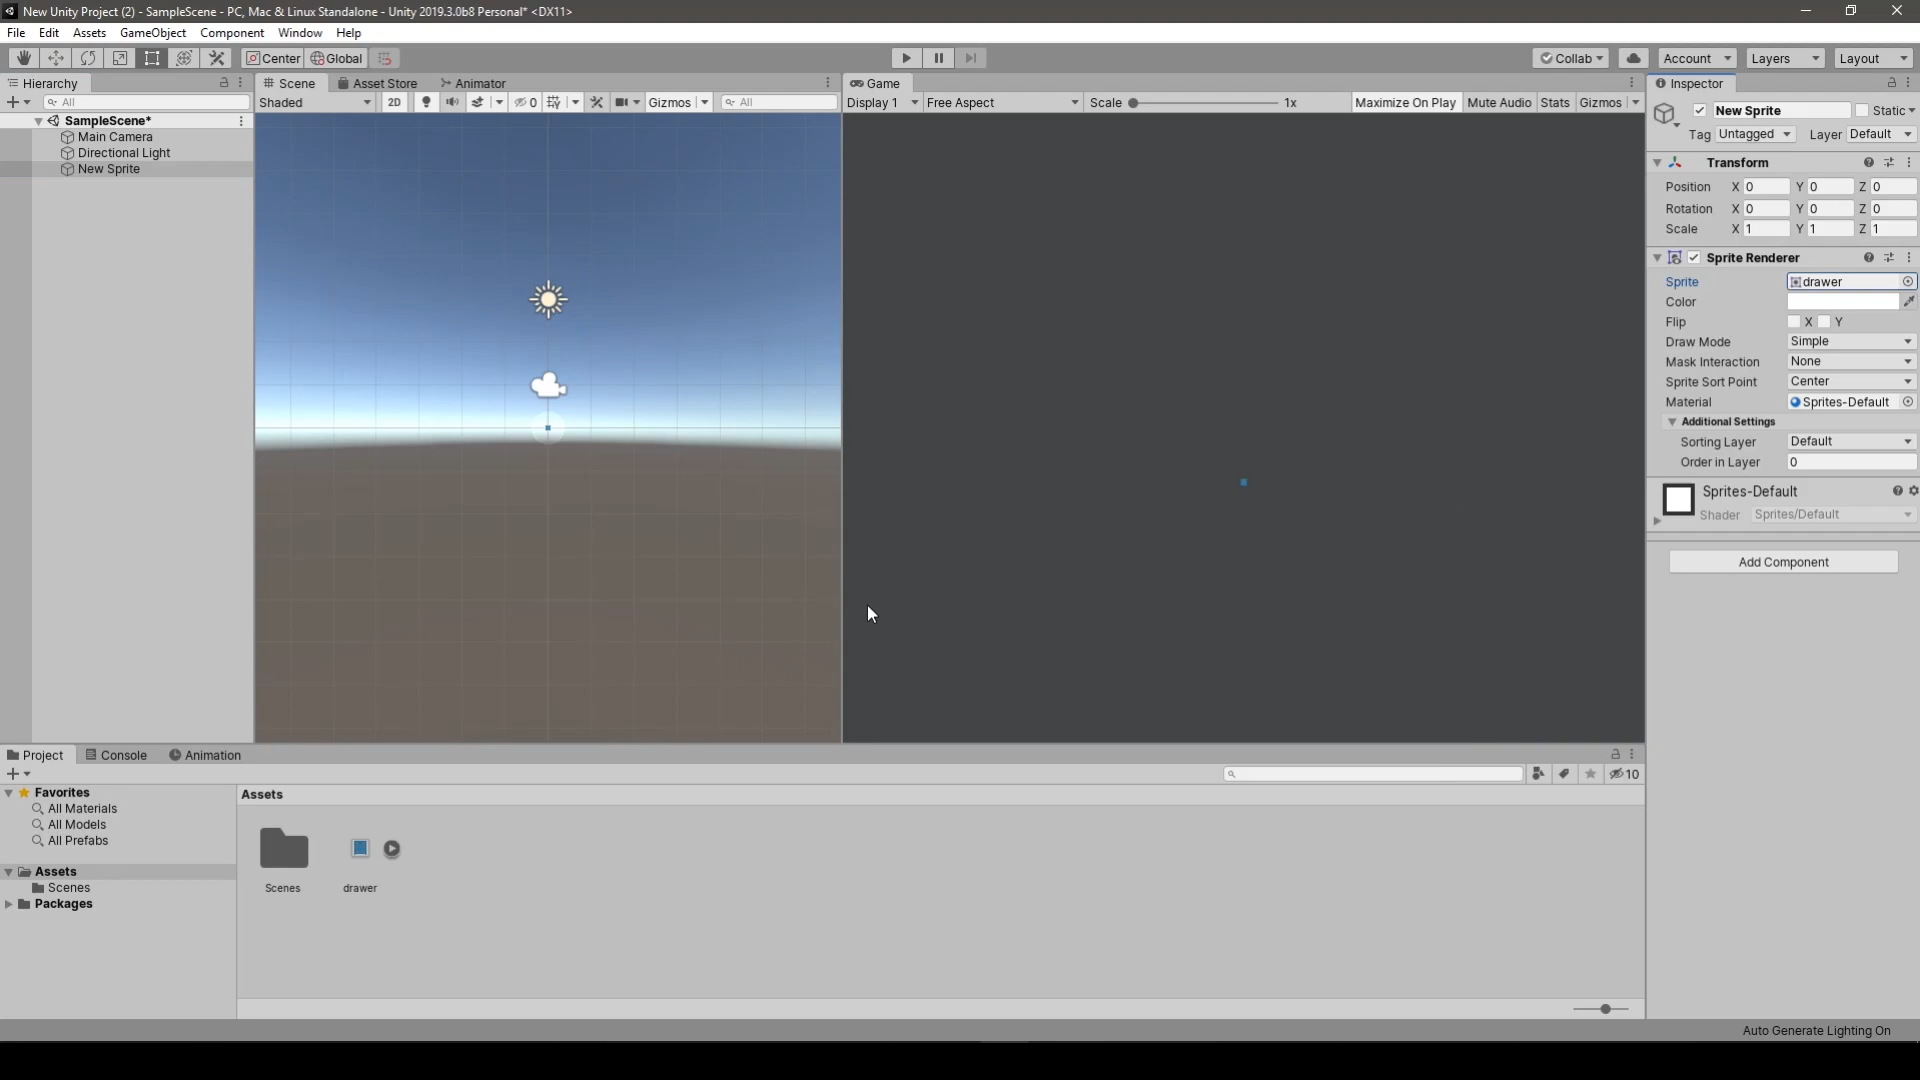 New Unity Project (2) - SampleScene - PC, Mac & Linux Standalone - Unity 2019.3.0b8 Personal* <DX11>
File Edit Assets GameObject Component Window Help
Center Global Collab Account Layers Layout
Hierarchy
All
SampleScene*
Main Camera
Directional Light
New Sprite
Scene Asset Store Animator
Shaded 2D 0 Gizmos All
Game
Display 1 Free Aspect Scale 1x Maximize On Play Mute Audio Stats Gizmos
Inspector
New Sprite Static
Tag Untagged Layer Default
Transform
Position X 0 Y 0 Z 0
Rotation X 0 Y 0 Z 0
Scale X 1 Y 1 Z 1
Sprite Renderer
Sprite drawer
Color
Flip X Y
Draw Mode Simple
Mask Interaction None
Sprite Sort Point Center
Material Sprites-Default
Additional Settings
Sorting Layer Default
Order in Layer 0
Sprites-Default
Shader Sprites/Default
Add Component
Project Console Animation
10
Favorites
All Materials
All Models
All Prefabs
Assets
Scenes
Packages
Assets
Scenes drawer
Auto Generate Lighting On